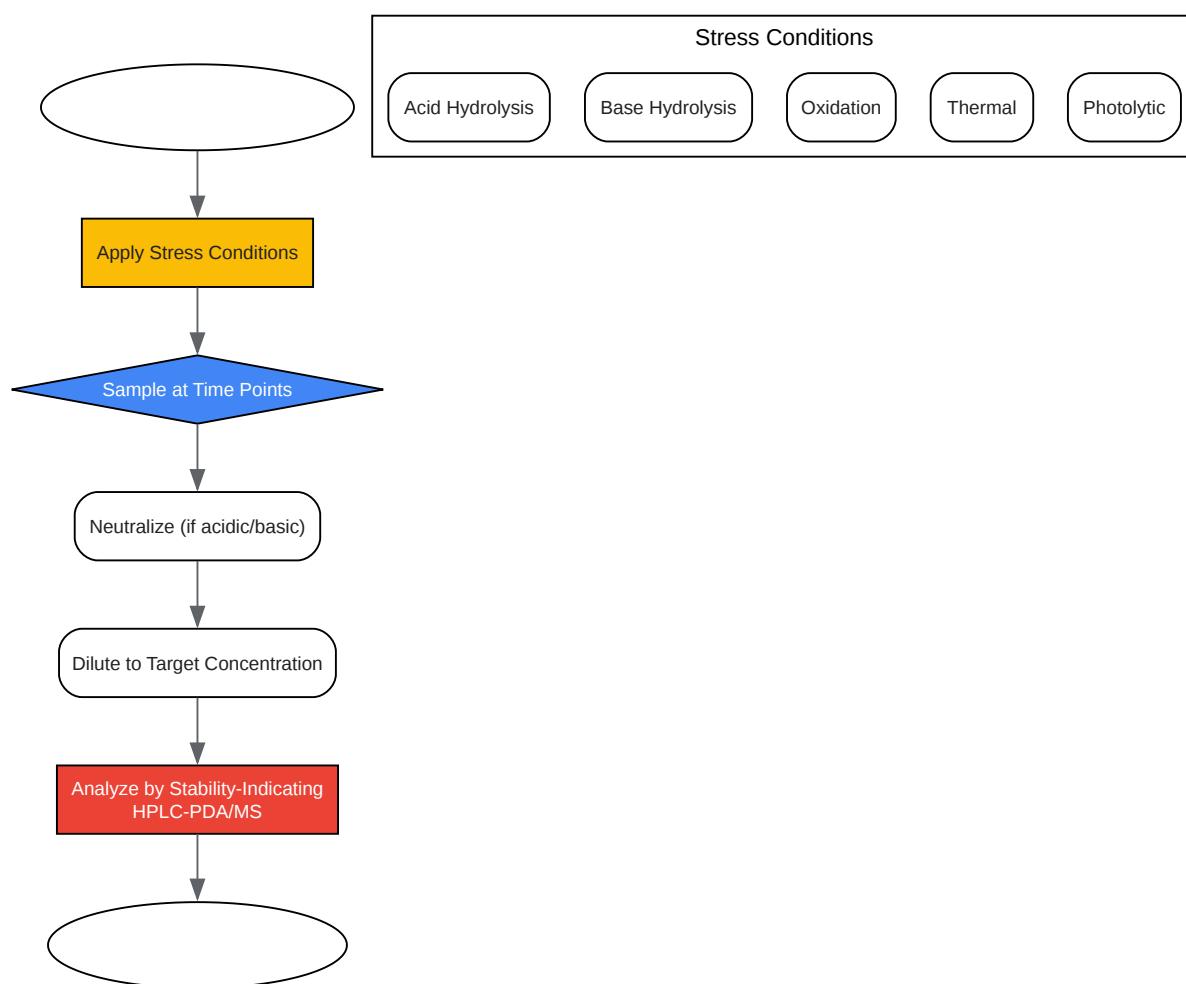 Stress Conditions
Acid Hydrolysis
Base Hydrolysis
Oxidation
Thermal
Photolytic
Apply Stress Conditions
Sample at Time Points
Neutralize (if acidic/basic)
Dilute to Target Concentration
Analyze by Stability-Indicating
HPLC-PDA/MS